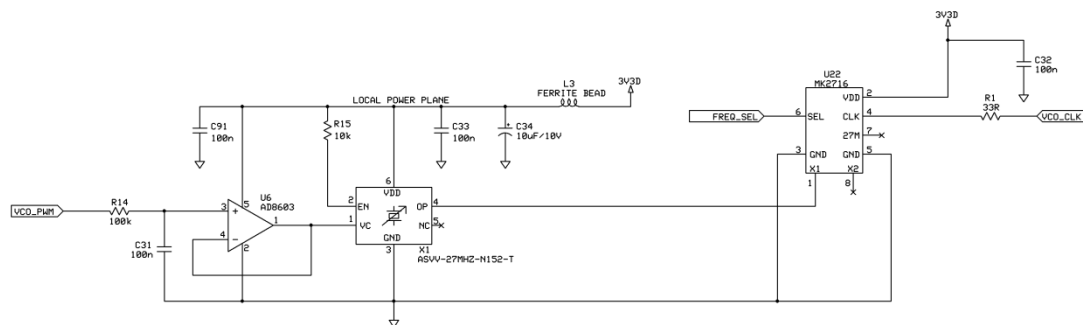 3V3D
C32
100n
U22
MK2716
L3
FERRITE BEAD
3V3D
VDD 2
R1
33R
LOCAL POWER PLANE
FREQ_SEL
6 SEL
CLK 4
VCO_CLK
C91
100n
R15
10k
C33
100n
C34
+
10uF/10V
27M 7
3 GND
GND 5
X1
X2
1
8
6
VDD
2 EN
OP 4
U6
AD8603
5
VCO_PWM
R14
100k
3 +
1
1 VC
NC 5
4 -
2
GND
3
X1
ASVV-27MHZ-N152-T
C31
100n